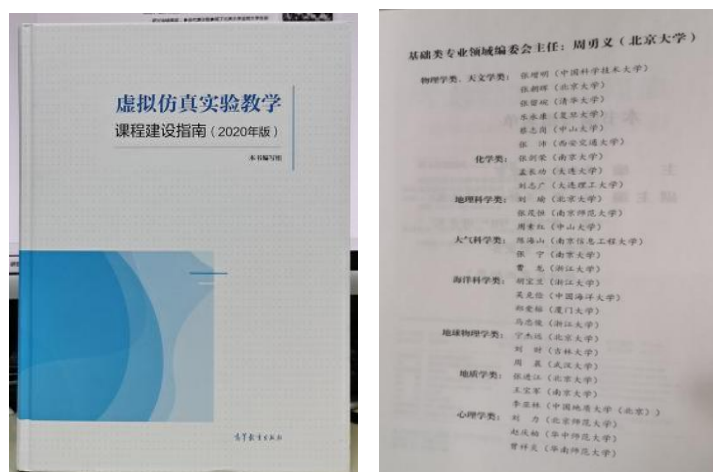 虚拟仿真实验教学
课程建设指南（2020年版）
本书编写组
高等教育出版社
基础类专业领域编委会主任：周勇义（北京大学）
物理学类、天文学类：张增明（中国科学技术大学）
张朝晖（北京大学）
张留碗（清华大学）
乐永康（复旦大学）
蔡志岗（中山大学）
张 沛（西安交通大学）
化学类：张剑荣（南京大学）
孟长功（大连大学）
刘志广（大连理工大学）
地理科学类：刘 瑜（北京大学）
张茂恒（南京师范大学）
周素红（中山大学）
大气科学类：陈海山（南京信息工程大学）
张 宁（南京大学）
曹 龙（浙江大学）
海洋科学类：胡宝兰（浙江大学）
吴克俭（中国海洋大学）
郑爱榕（厦门大学）
马忠俊（浙江大学）
地球物理学类：宁杰远（北京大学）
刘 财（吉林大学）
周 晨（武汉大学）
地质学类：张进江（北京大学）
王宝军（南京大学）
李亚林（中国地质大学（北京））
心理学类：刘 力（北京师范大学）
赵庆柏（华中师范大学）
曾祥炎（华南师范大学）